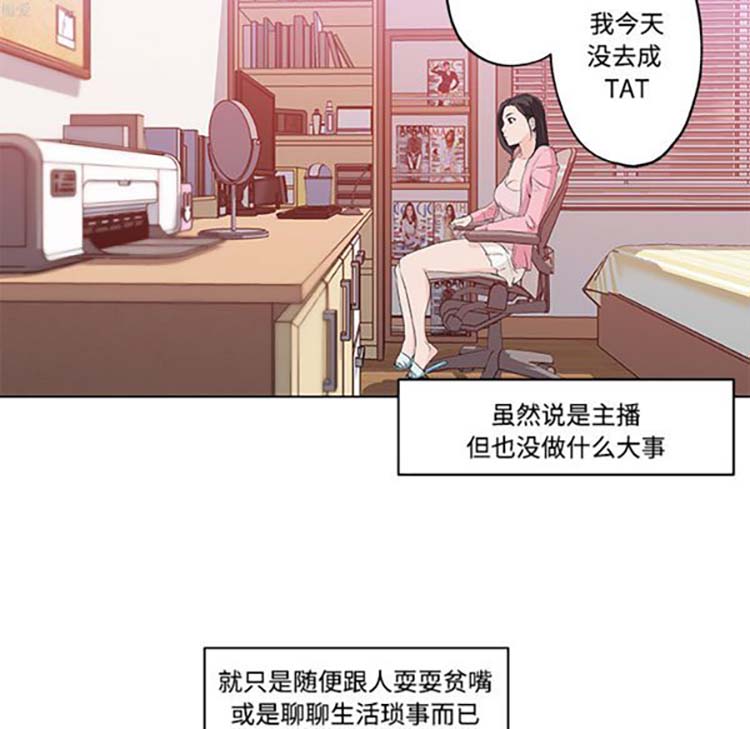 我今天
没去成
TAT
虽然说是主播
但也没做什么大事
就只是随便跟人耍耍贫嘴
或是聊聊生活琐事而已